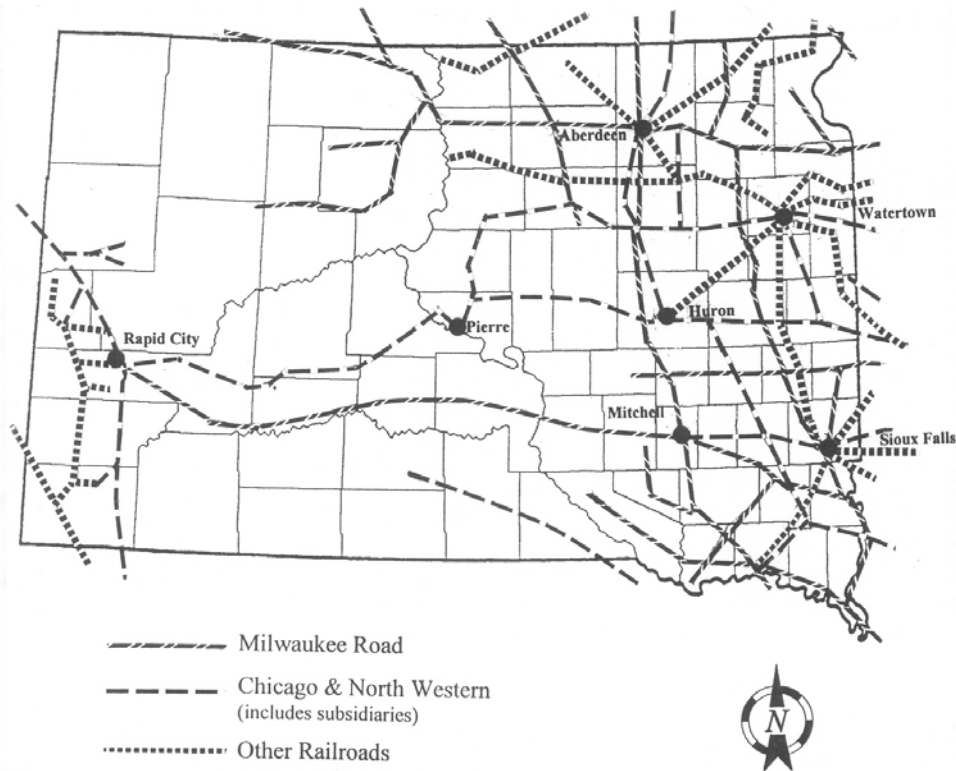 Aberdeen
Watertown
Huron
Pierre
Rapid City
Mitchell
Sioux Falls
Milwaukee Road
Chicago & North Western
(includes subsidiaries)
Other Railroads
N